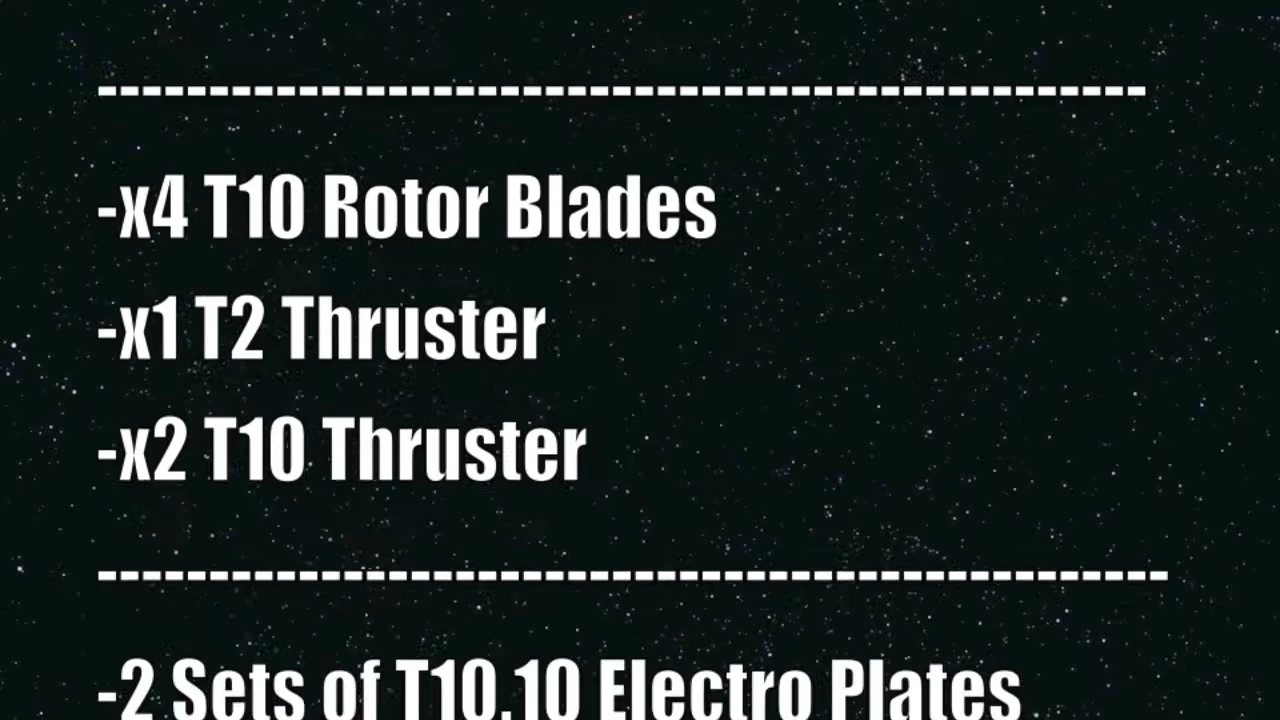 -----------------------------------------------
-x4 T10 Rotor Blades
-x1 T2 Thruster
-x2 T10 Thruster
------------------------------------------------
-2 Sets of T10.10 Electro Plates